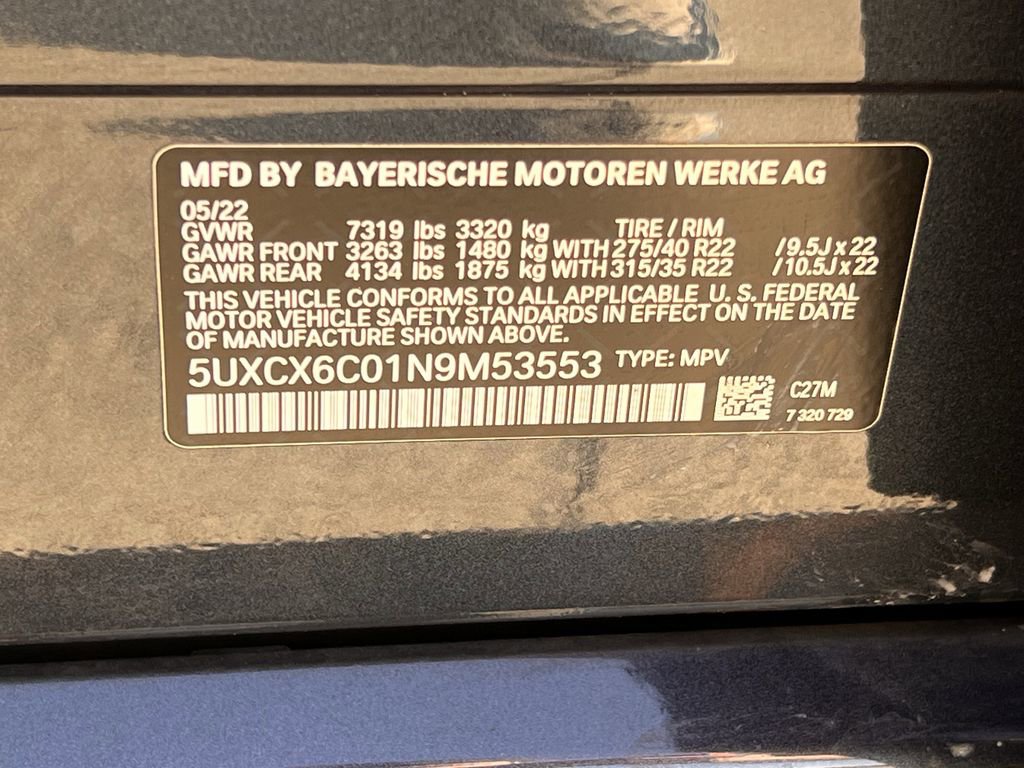 MFD BY BAYERISCHE MOTOREN WERKE AG
05/22
GVWR 7319 lbs 3320 kg TIRE / RIM
GAWR FRONT 3263 lbs 1480 kg WITH 275/40 R22 /9.5J x 22
GAWR REAR 4134 lbs 1875 kg WITH 315/35 R22 /10.5J x 22
THIS VEHICLE CONFORMS TO ALL APPLICABLE U. S. FEDERAL
MOTOR VEHICLE SAFETY STANDARDS IN EFFECT ON THE DATE
OF MANUFACTURE SHOWN ABOVE.
5UXCX6C01N9M53553 TYPE: MPV
C27M
7 320 729